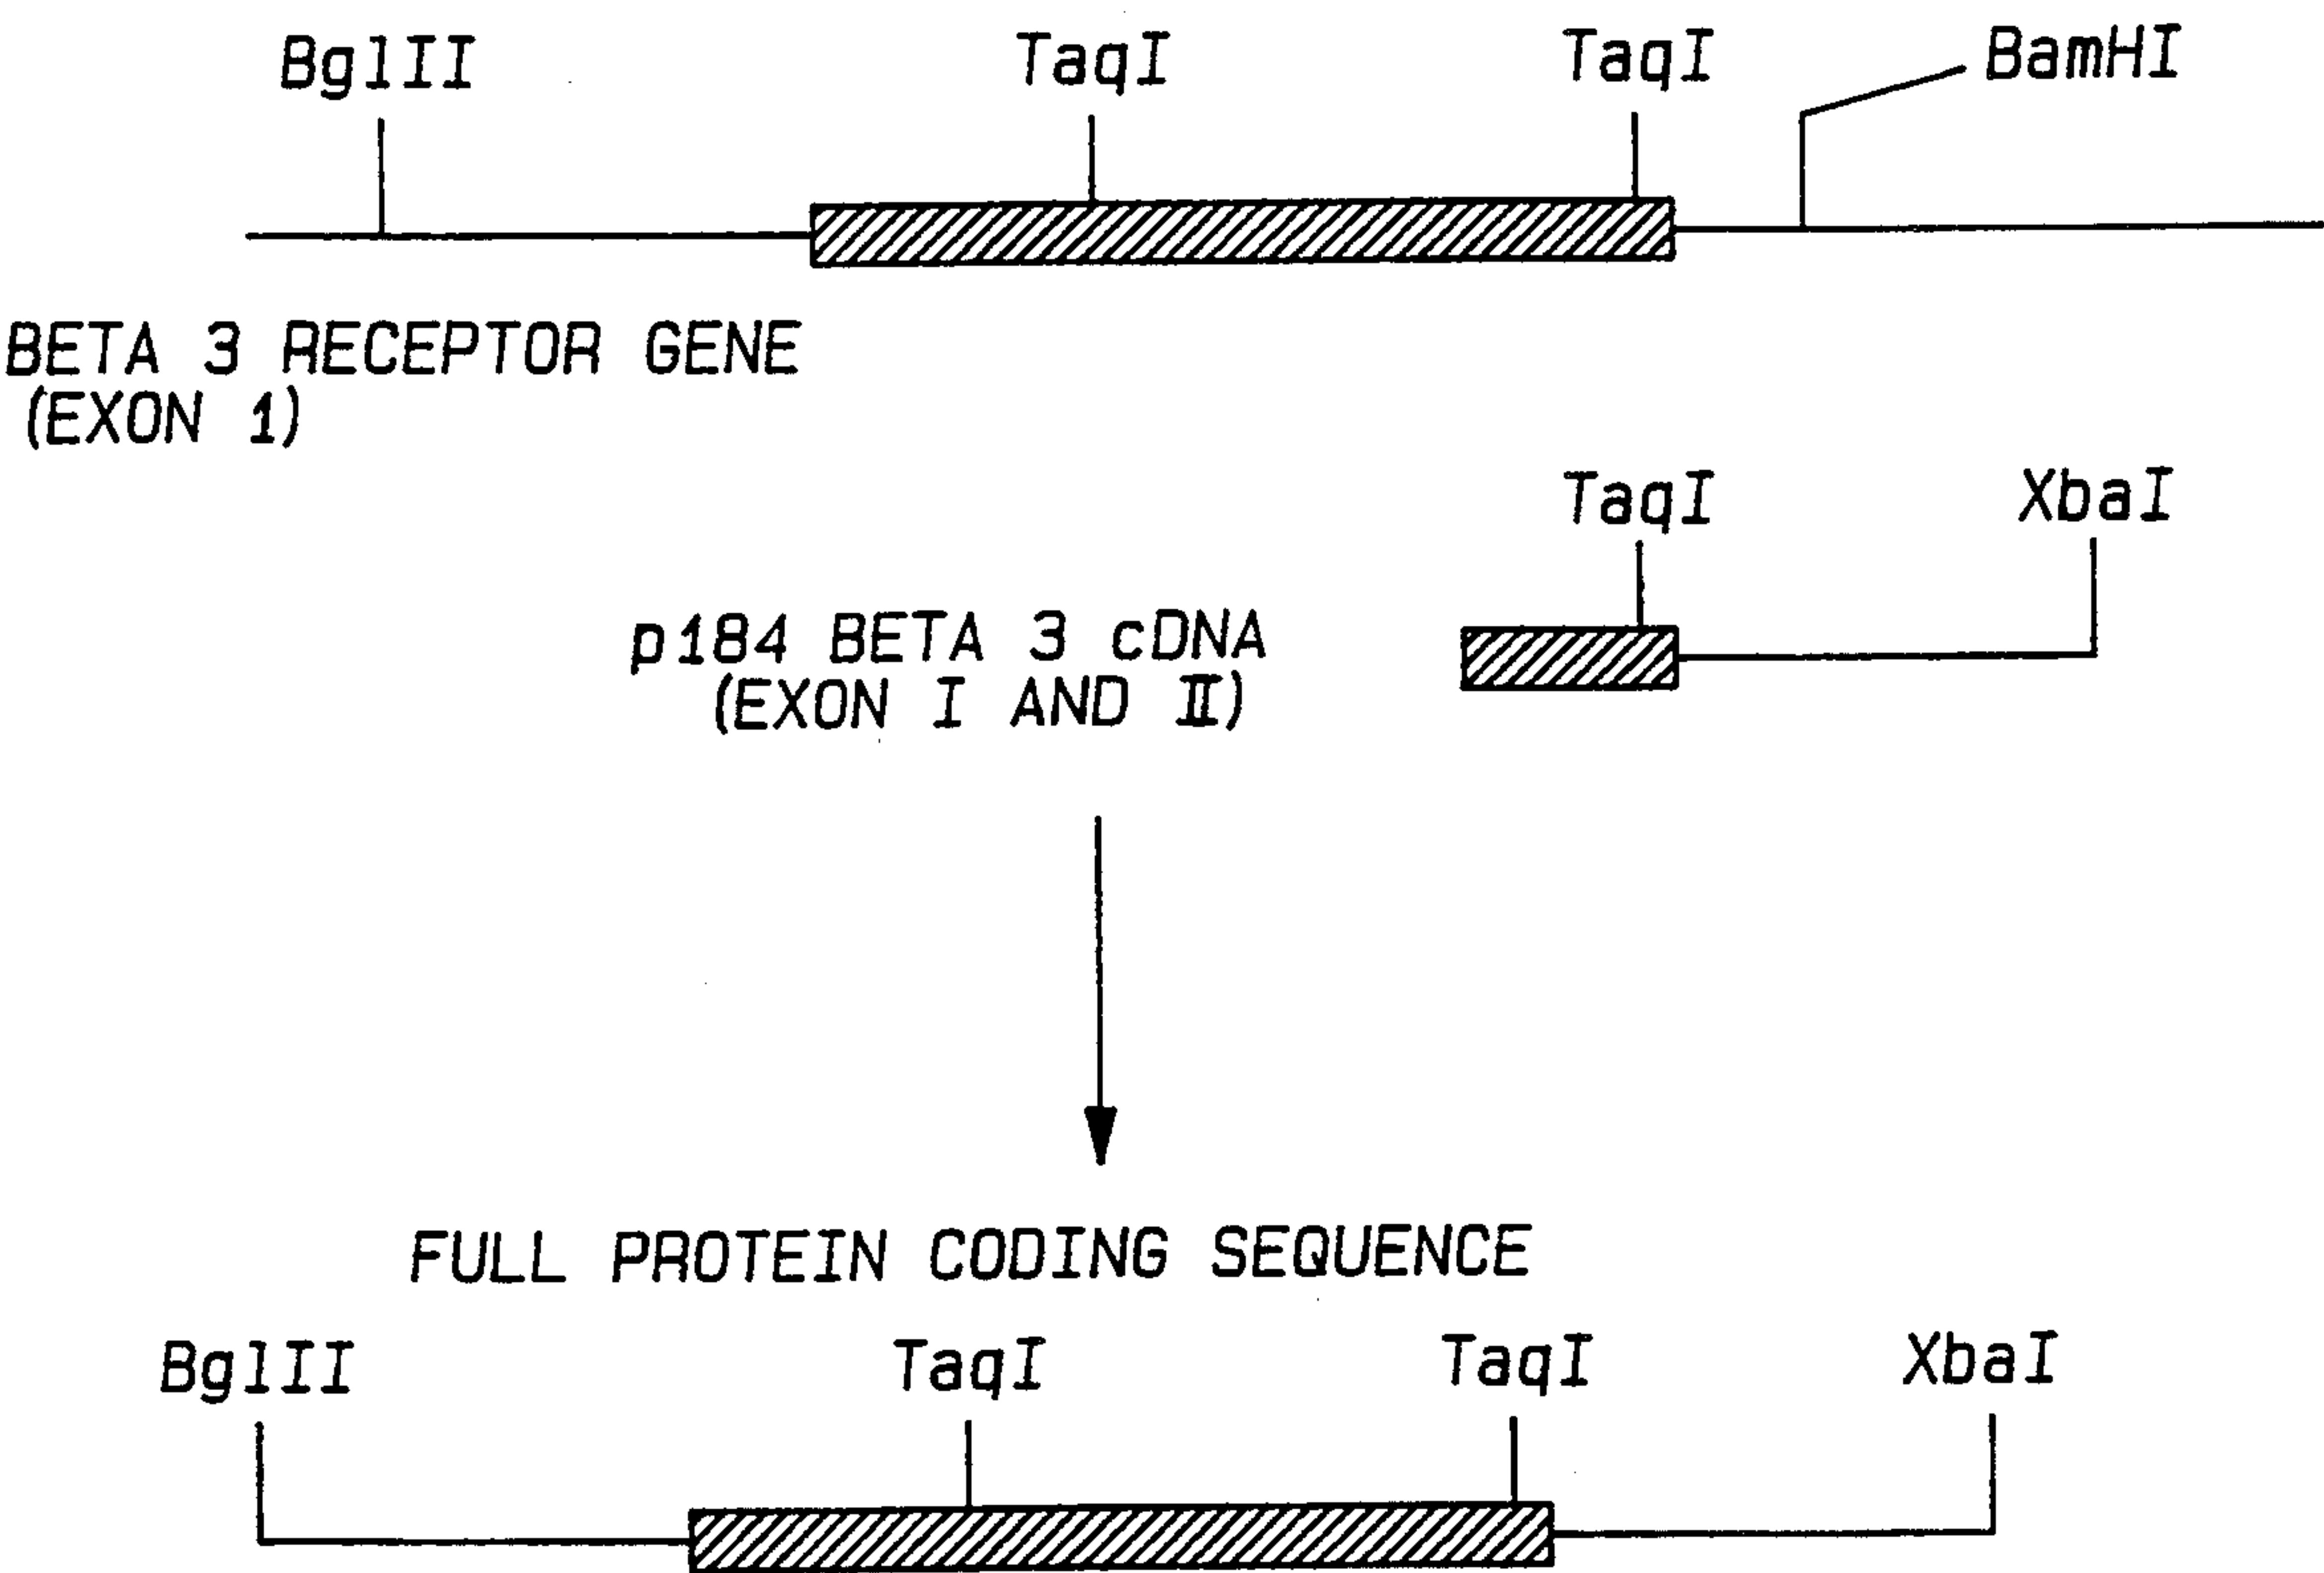 BglII TaqI TaqI BamHI
BETA 3 RECEPTOR GENE
(EXON 1)
TaqI XbaI
p184 BETA 3 cDNA
(EXON I AND II)
FULL PROTEIN CODING SEQUENCE
BglII TaqI TaqI XbaI